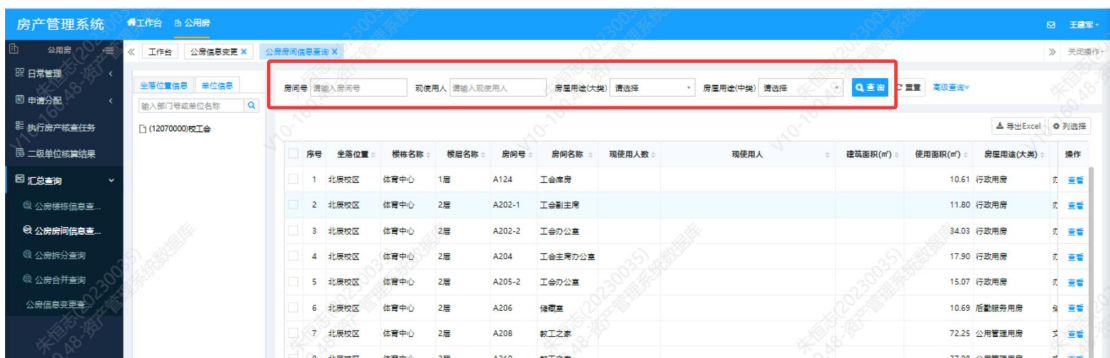 房产管理系统 工作台 公用房 王建军
公用房 工作台 公房信息变更 X 公房房间信息查询 X 关闭操作
日常管理
申请分配
执行房产核查任务
二级单位核算结果
汇总查询
公房楼栋信息查...
公房房间信息查...
公房拆分查询
公房合并查询
公房信息变更查...
坐落位置信息 单位信息
输入部门号或单位名称
(12070000)校工会
房间号 请输入房间号 现使用人 请输入现使用人 房屋用途(大类) 请选择 房屋用途(中类) 请选择 查询 重置 高级查询
导出Excel 列选择
序号 坐落位置 楼栋名称 楼层名称 房间号 房间名称 现使用人数 现使用人 建筑面积(㎡) 使用面积(㎡) 房屋用途(大类) 操作
1 北辰校区 体育中心 1层 A124 工会库房 10.61 行政用房 查看
2 北辰校区 体育中心 2层 A202-1 工会副主席 11.80 行政用房 查看
3 北辰校区 体育中心 2层 A202-2 工会办公室 34.03 行政用房 查看
4 北辰校区 体育中心 2层 A204 工会主席办公室 17.90 行政用房 查看
5 北辰校区 体育中心 2层 A205-2 工会办公室 15.07 行政用房 查看
6 北辰校区 体育中心 2层 A206 储藏室 10.69 后勤服务用房 查看
7 北辰校区 体育中心 2层 A208 教工之家 72.25 公用管理用房 查看